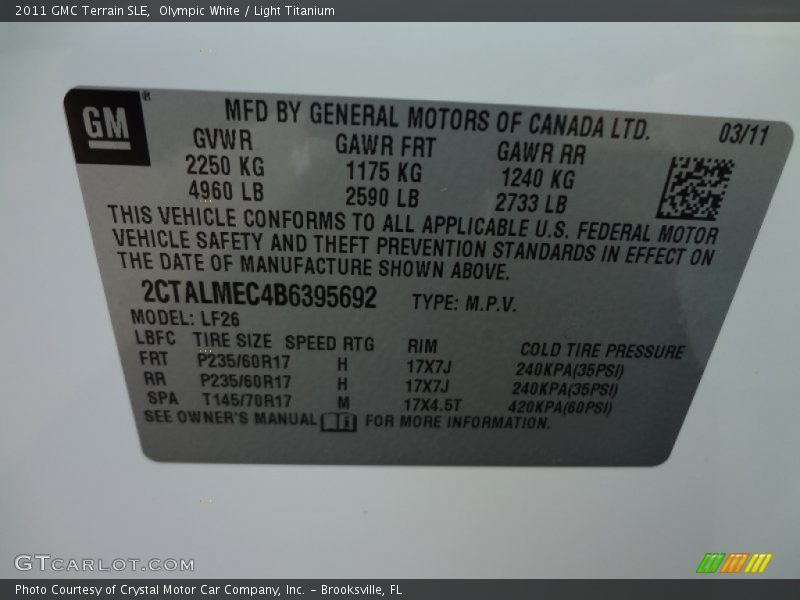 2011 GMC Terrain SLE, Olympic White / Light Titanium
GM®
MFD BY GENERAL MOTORS OF CANADA LTD. 03/11
GVWR GAWR FRT GAWR RR
2250 KG 1175 KG 1240 KG
4960 LB 2590 LB 2733 LB
THIS VEHICLE CONFORMS TO ALL APPLICABLE U.S. FEDERAL MOTOR
VEHICLE SAFETY AND THEFT PREVENTION STANDARDS IN EFFECT ON
THE DATE OF MANUFACTURE SHOWN ABOVE.
2CTALMEC4B6395692 TYPE: M.P.V.
MODEL: LF26
LBFC TIRE SIZE SPEED RTG RIM COLD TIRE PRESSURE
FRT P235/60R17 H 17X7J 240KPA(35PSI)
RR P235/60R17 H 17X7J 240KPA(35PSI)
SPA T145/70R17 M 17X4.5T 420KPA(60PSI)
SEE OWNER'S MANUAL FOR MORE INFORMATION.
GTCARLOT.COM
Photo Courtesy of Crystal Motor Car Company, Inc. – Brooksville, FL